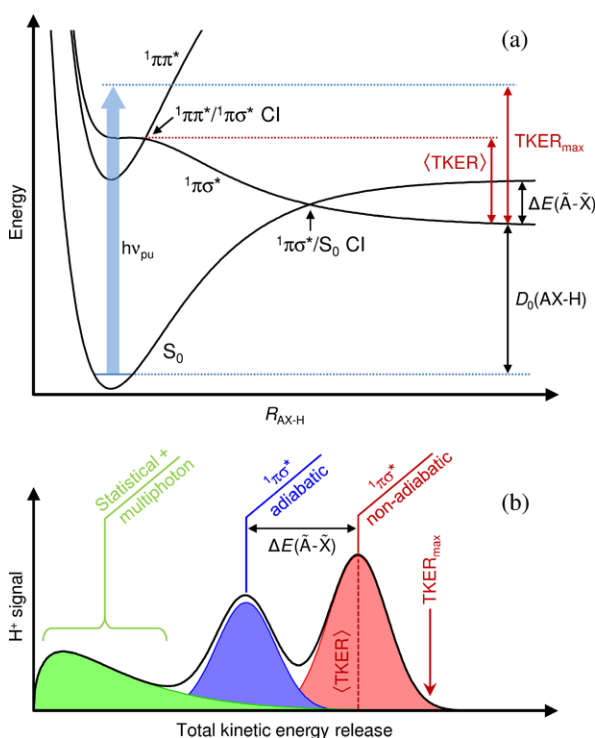 (a)
¹ππ*
¹ππ*/¹πσ* CI
TKERmax
⟨TKER⟩
¹πσ*
ΔE(Ã-X̃)
Energy
¹πσ*/S₀ CI
hνpu
D₀(AX-H)
S₀
R_AX-H
(b)
Statistical +
multiphoton
¹πσ*
adiabatic
¹πσ*
non-adiabatic
ΔE(Ã-X̃)
TKERmax
H⁺ signal
⟨TKER⟩
Total kinetic energy release